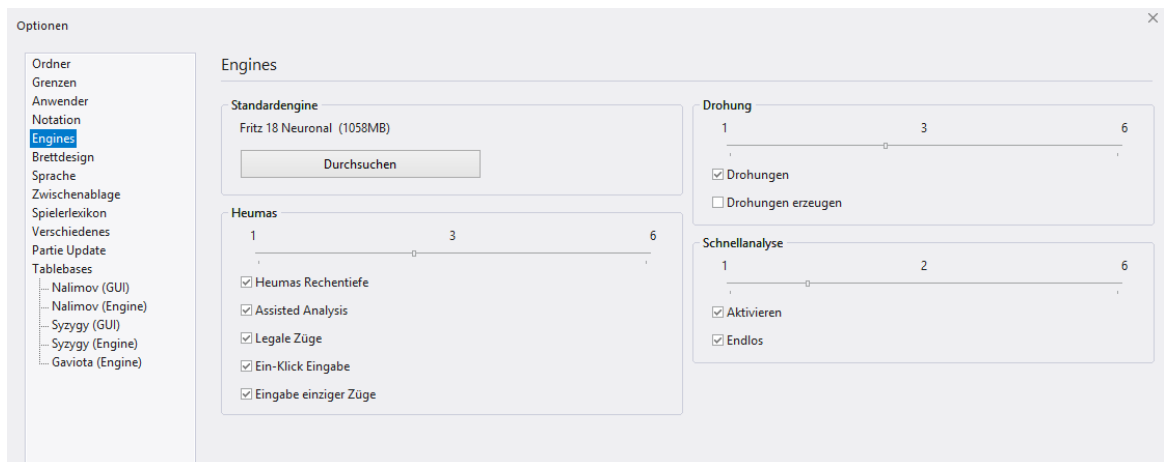 Optionen
Ordner
Grenzen
Anwender
Notation
Engines
Brettdesign
Sprache
Zwischenablage
Spielerlexikon
Verschiedenes
Partie Update
Tablebases
Nalimov (GUI)
Nalimov (Engine)
Syzygy (GUI)
Syzygy (Engine)
Gaviota (Engine)
Engines
Standardengine
Fritz 18 Neuronal (1058MB)
Durchsuchen
Heumas
1 3 6
Heumas Rechentiefe
Assisted Analysis
Legale Züge
Ein-Klick Eingabe
Eingabe einziger Züge
Drohung
1 3 6
Drohungen
Drohungen erzeugen
Schnellanalyse
1 2 6
Aktivieren
Endlos